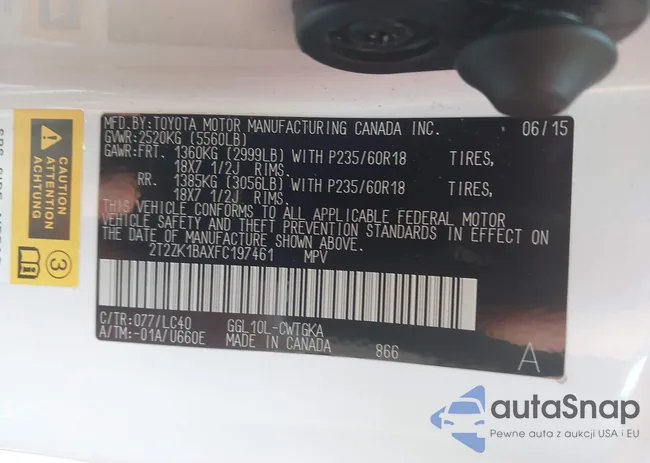 MFD.BY:TOYOTA MOTOR MANUFACTURING CANADA INC. 06/15
GVWR:2520KG (5560LB)
GAWR:FRT. 1360KG (2999LB) WITH P235/60R18 TIRES,
18X7 1/2J RIMS.
RR. 1385KG (3056LB) WITH P235/60R18 TIRES,
18X7 1/2J RIMS.
THIS VEHICLE CONFORMS TO ALL APPLICABLE FEDERAL MOTOR
VEHICLE SAFETY AND THEFT PREVENTION STANDARDS IN EFFECT ON
THE DATE OF MANUFACTURE SHOWN ABOVE.
2T2ZK1BAXFC197461 MPV
C/TR:077/LC40 GGL10L-CWTGKA
A/TM:-01A/U660E MADE IN CANADA 866
A
CAUTION
ATTENTION
3
autaSnap
Pewne auta z aukcji USA i EU